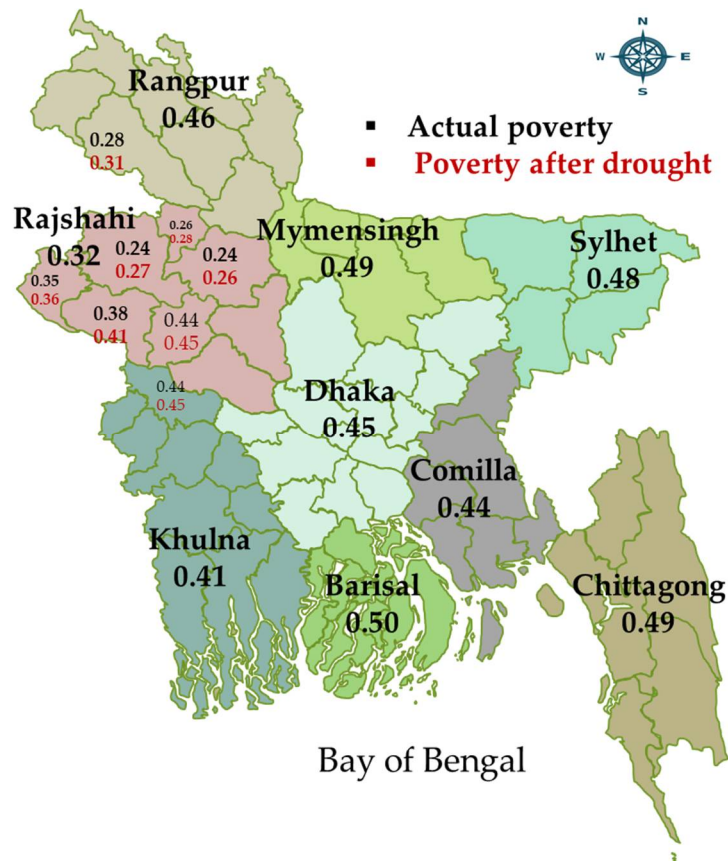 N
W E
S
Rangpur
0.46
Actual poverty
Poverty after drought
0.28
0.31
Rajshahi
0.32
0.26
0.28
0.24
0.27
0.24
0.26
Mymensingh
0.49
Sylhet
0.48
0.35
0.36
0.38
0.41
0.44
0.45
0.44
0.45
Dhaka
0.45
Comilla
0.44
Khulna
0.41
Barisal
0.50
Chittagong
0.49
Bay of Bengal